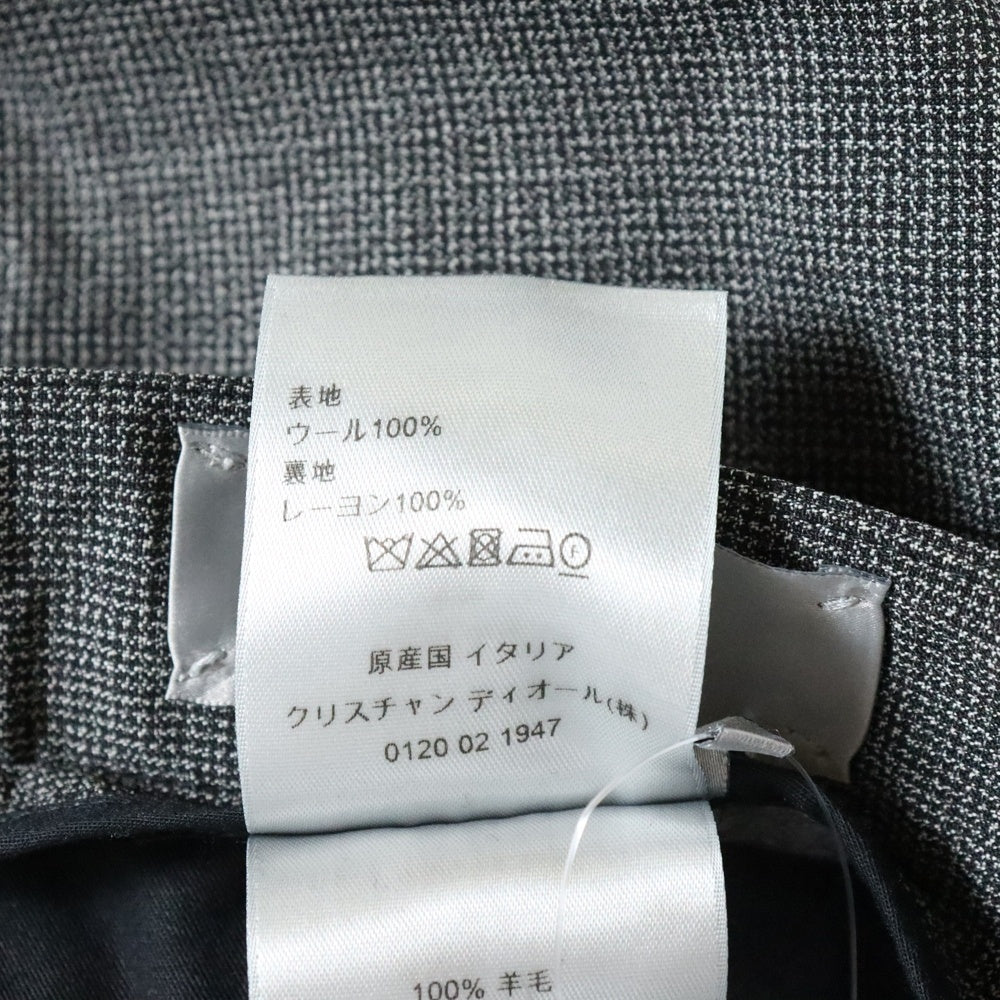 表地
ウール100%
裏地
レーヨン100%
F
原産国 イタリア
クリスチャン ディオール(株)
0120 02 1947
100% 羊毛